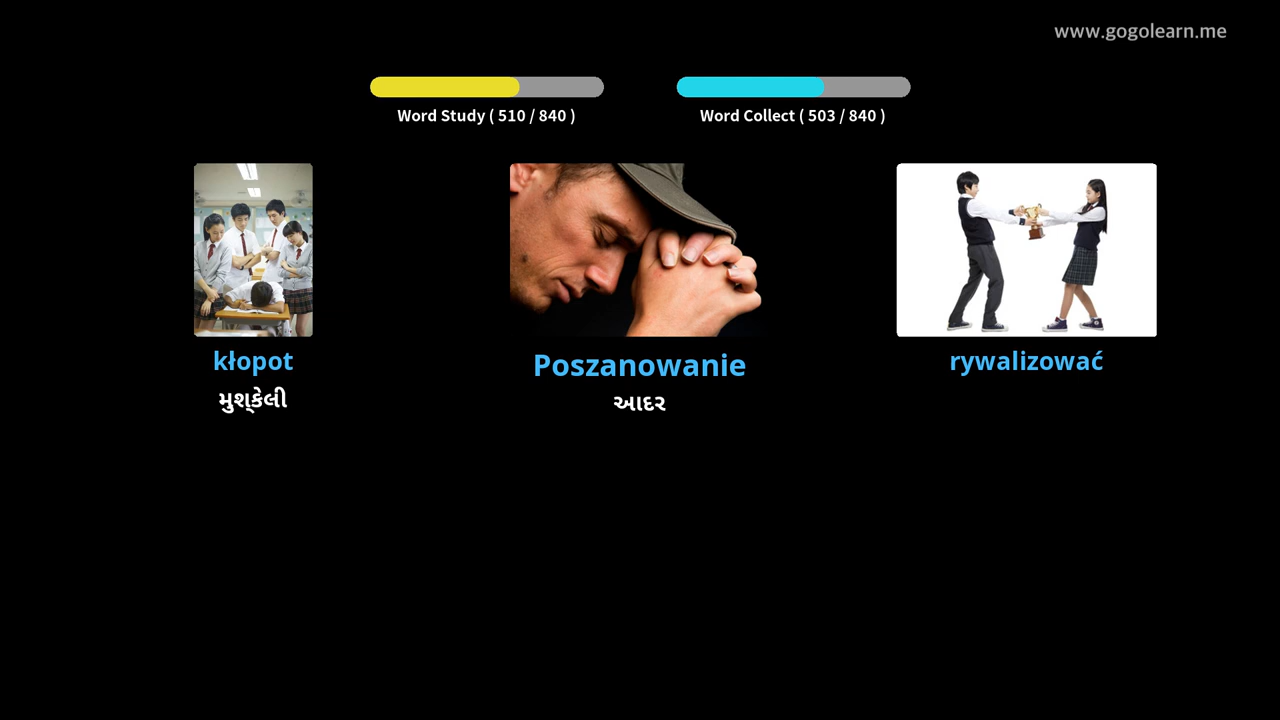 www.gogolearn.me
Word Study ( 510 / 840 )
Word Collect ( 503 / 840 )
kłopot
Poszanowanie
rywalizować
મુશ્કેલી
આદર